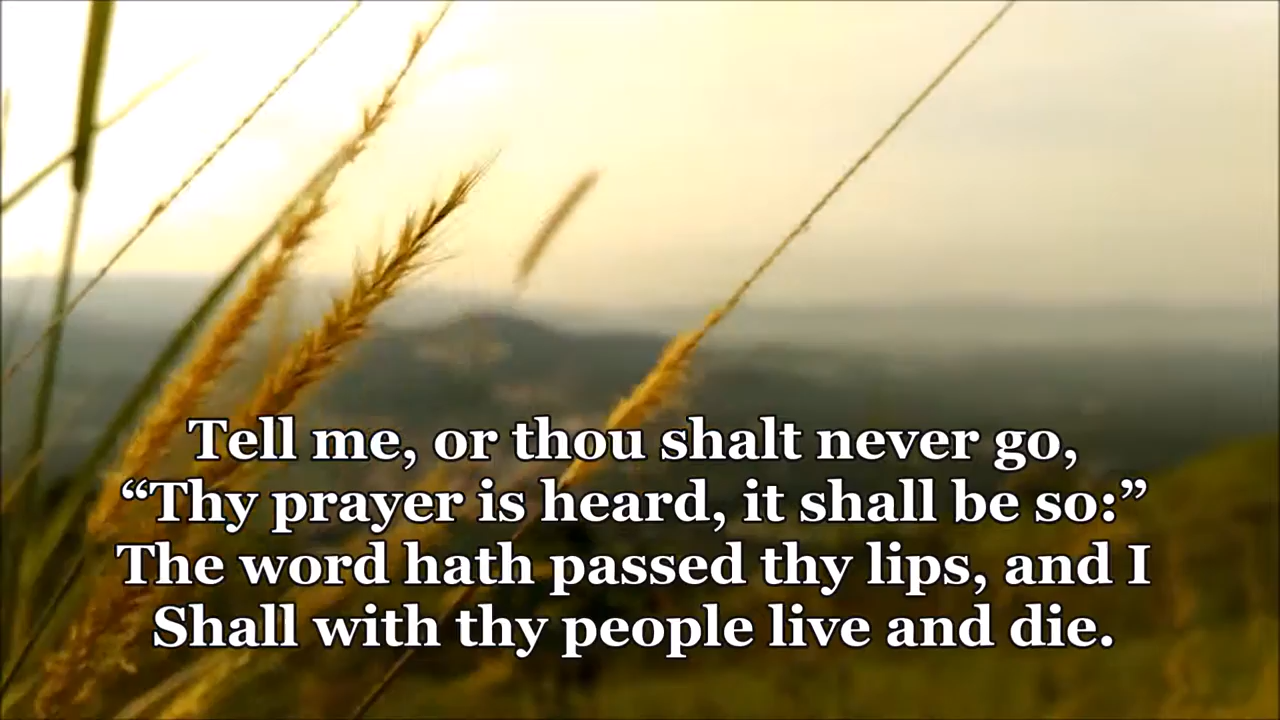 Tell me, or thou shalt never go,
“Thy prayer is heard, it shall be so:”
The word hath passed thy lips, and I
Shall with thy people live and die.